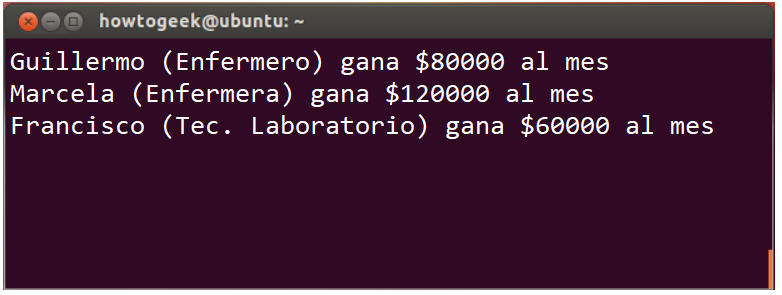 howtogeek@ubuntu: ~
Guillermo (Enfermero) gana $80000 al mes
Marcela (Enfermera) gana $120000 al mes
Francisco (Tec. Laboratorio) gana $60000 al mes